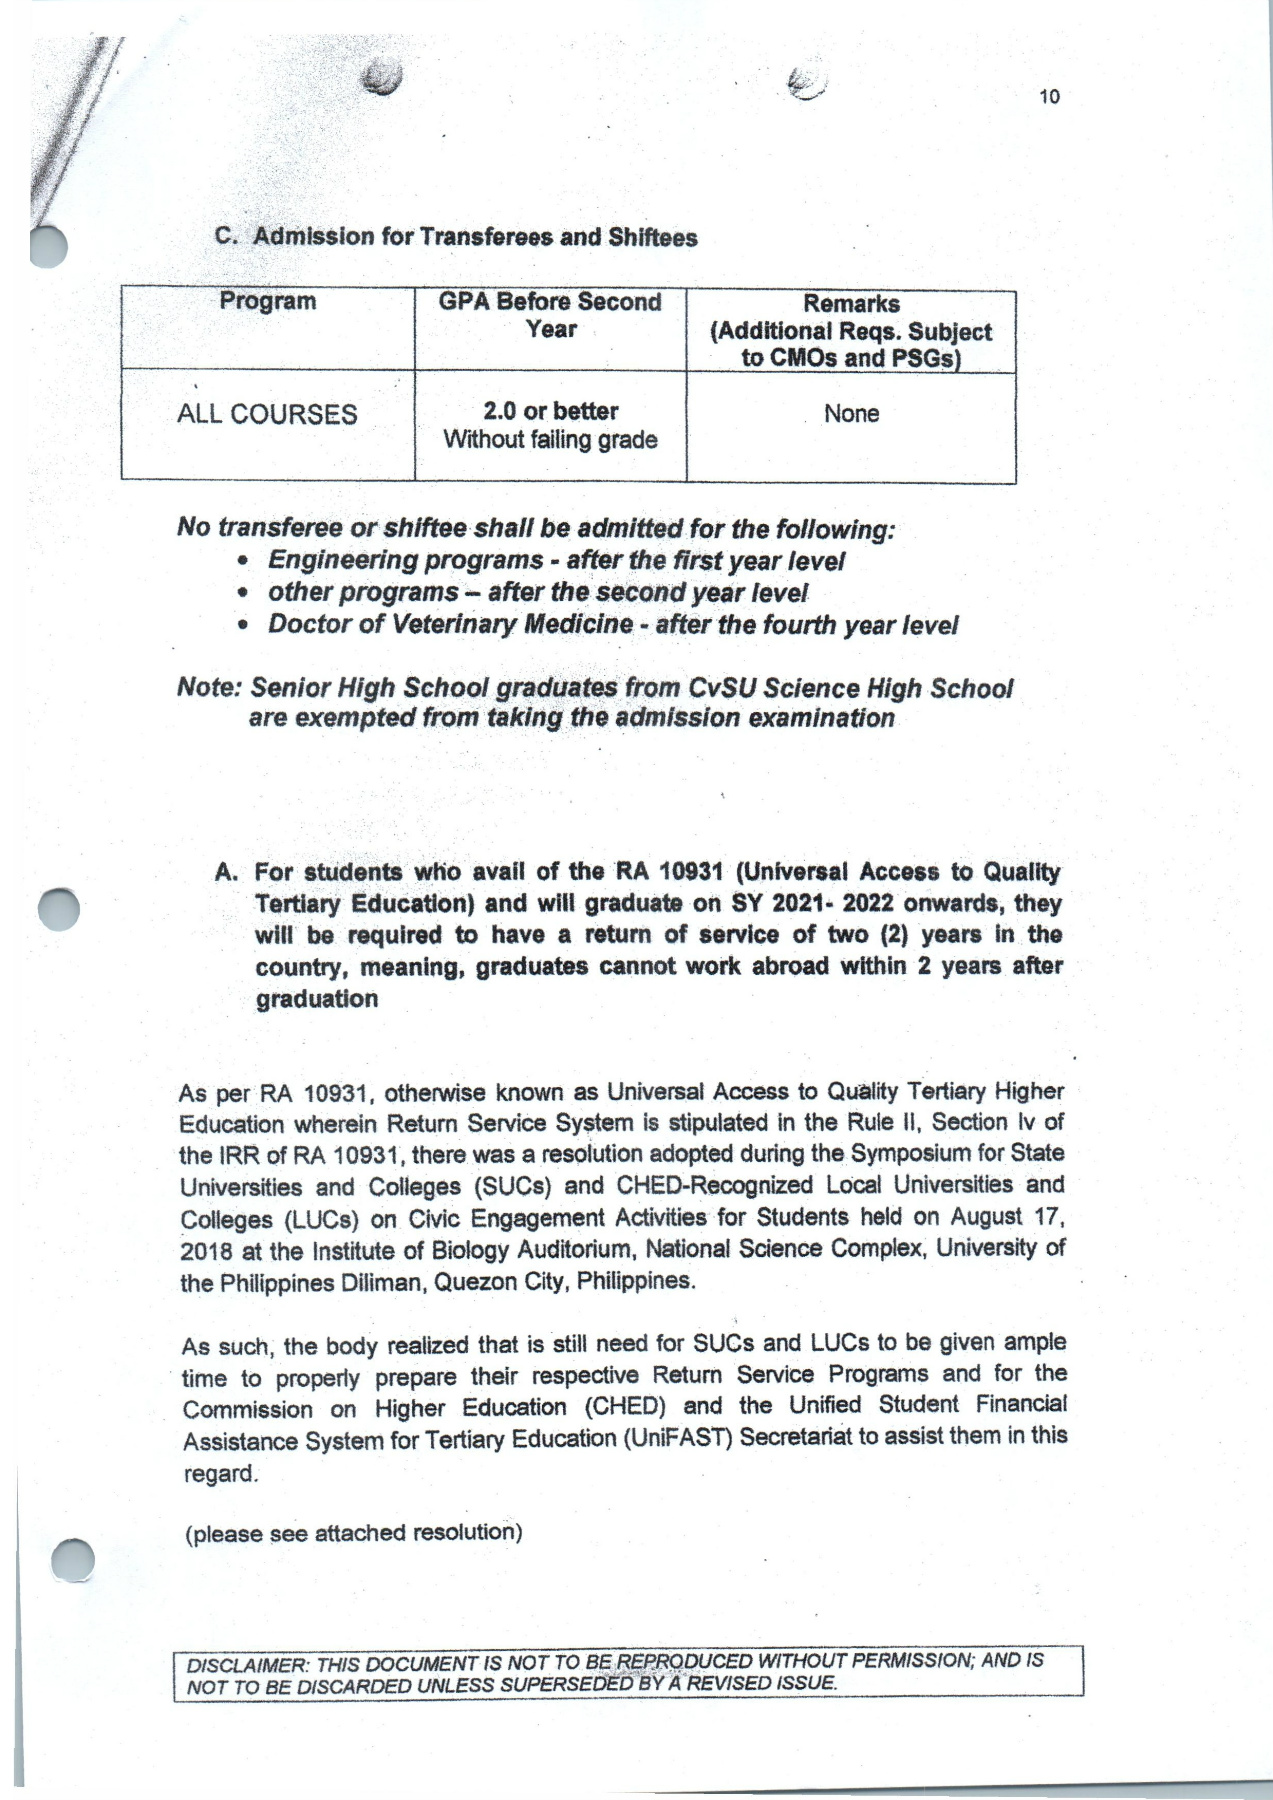 10
C. Admission for Transferees and Shiftees
Program
GPA Before Second
Year
Remarks
(Additional Reqs. Subject
to CMOs and PSGs)
ALL COURSES
2.0 or better
Without failing grade
None
No transferee or shiftee shall be admitted for the following:
• Engineering programs - after the first year level
• other programs – after the second year level
• Doctor of Veterinary Medicine - after the fourth year level
Note: Senior High School graduates from CvSU Science High School
are exempted from taking the admission examination
A. For students who avail of the RA 10931 (Universal Access to Quality
Tertiary Education) and will graduate on SY 2021- 2022 onwards, they
will be required to have a return of service of two (2) years in the
country, meaning, graduates cannot work abroad within 2 years after
graduation
As per RA 10931, otherwise known as Universal Access to Quality Tertiary Higher
Education wherein Return Service System is stipulated in the Rule II, Section Iv of
the IRR of RA 10931, there was a resolution adopted during the Symposium for State
Universities and Colleges (SUCs) and CHED-Recognized Local Universities and
Colleges (LUCs) on Civic Engagement Activities for Students held on August 17,
2018 at the Institute of Biology Auditorium, National Science Complex, University of
the Philippines Diliman, Quezon City, Philippines.
As such, the body realized that is still need for SUCs and LUCs to be given ample
time to properly prepare their respective Return Service Programs and for the
Commission on Higher Education (CHED) and the Unified Student Financial
Assistance System for Tertiary Education (UniFAST) Secretariat to assist them in this
regard.
(please see attached resolution)
DISCLAIMER: THIS DOCUMENT IS NOT TO BE REPRODUCED WITHOUT PERMISSION; AND IS
NOT TO BE DISCARDED UNLESS SUPERSEDED BY A REVISED ISSUE.